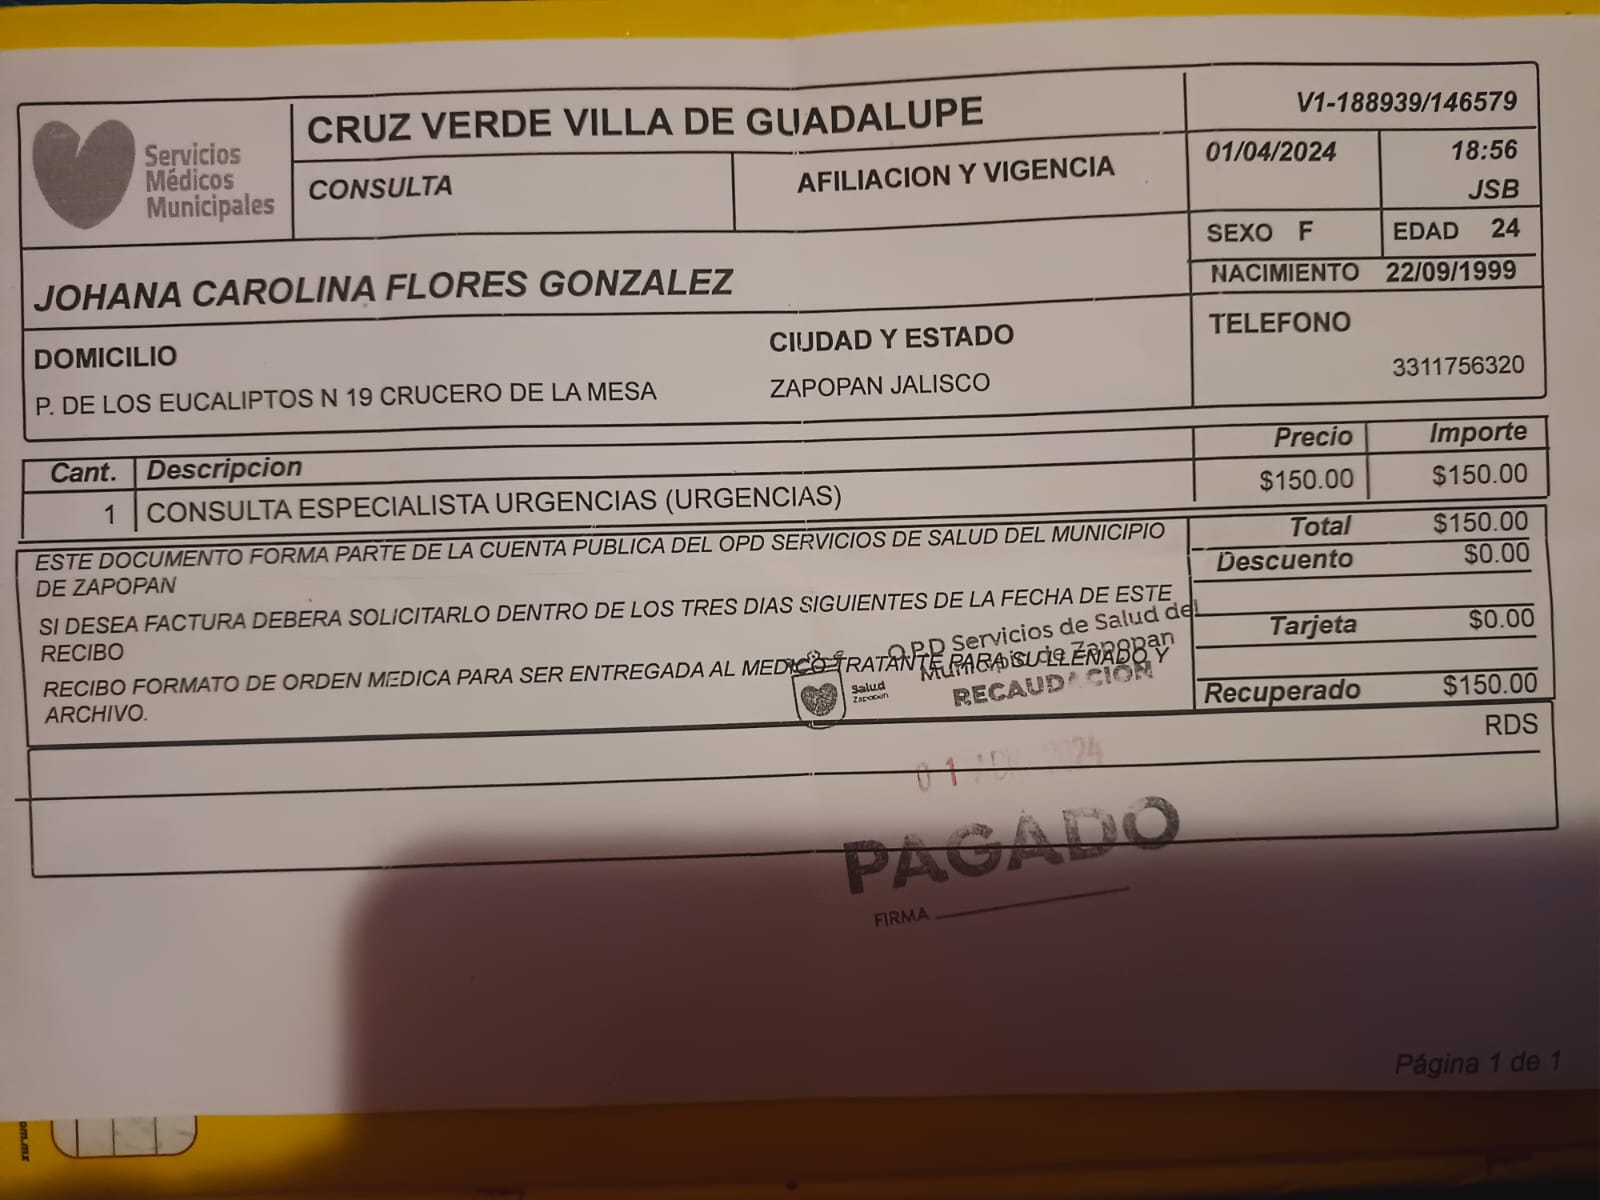 Servicios
Médicos
Municipales
CRUZ VERDE VILLA DE GUADALUPE
V1-188939/146579
CONSULTA
AFILIACION Y VIGENCIA
01/04/2024
18:56
JSB
SEXO F
EDAD 24
NACIMIENTO 22/09/1999
JOHANA CAROLINA FLORES GONZALEZ
DOMICILIO
CIUDAD Y ESTADO
TELEFONO
P. DE LOS EUCALIPTOS N 19 CRUCERO DE LA MESA
ZAPOPAN JALISCO
3311756320
Cant. Descripcion Precio Importe
1 CONSULTA ESPECIALISTA URGENCIAS (URGENCIAS) $150.00 $150.00
ESTE DOCUMENTO FORMA PARTE DE LA CUENTA PUBLICA DEL OPD SERVICIOS DE SALUD DEL MUNICIPIO
DE ZAPOPAN
SI DESEA FACTURA DEBERA SOLICITARLO DENTRO DE LOS TRES DIAS SIGUIENTES DE LA FECHA DE ESTE
RECIBO
RECIBO FORMATO DE ORDEN MEDICA PARA SER ENTREGADA AL MEDICO TRATANTE PARA SU LLENADO Y
ARCHIVO.
Total $150.00
Descuento $0.00
Tarjeta $0.00
Recuperado $150.00
RDS
OPD Servicios de Salud del
Municipio de Zapopan
RECAUDACION
Salud
Zapopan
01 2024
PAGADO
FIRMA
Página 1 de 1
om.mx